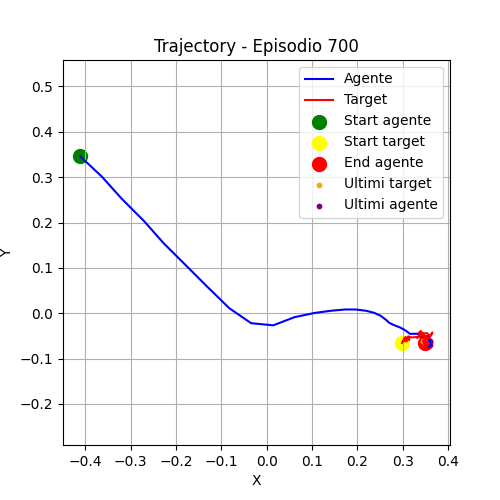 Trajectory - Episodio 700
Agente
Target
Start agente
Start target
End agente
Ultimi target
Ultimi agente
0.5
0.4
0.3
0.2
0.1
0.0
−0.1
−0.2
Y
−0.4
−0.3
−0.2
−0.1
0.0
0.1
0.2
0.3
0.4
X